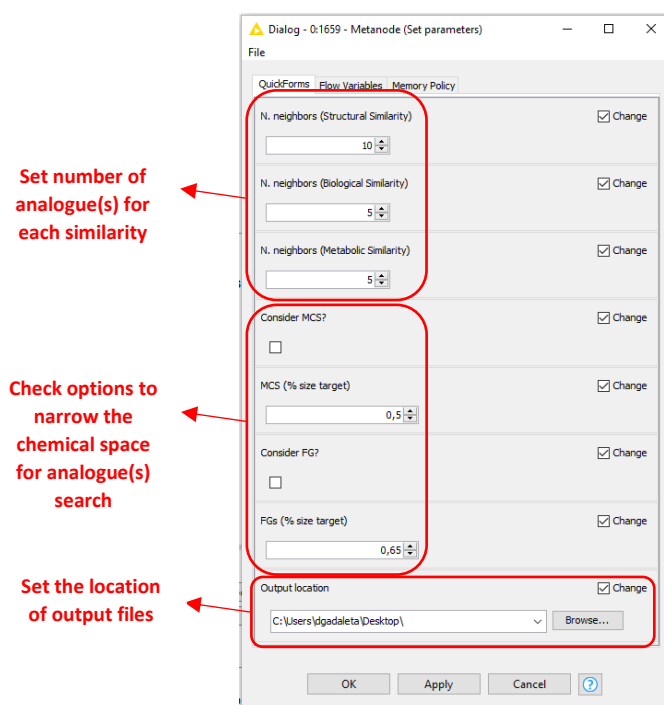 Dialog - 0:1659 - Metanode (Set parameters)
File
QuickForms Flow Variables Memory Policy
N. neighbors (Structural Similarity)
Change
10
N. neighbors (Biological Similarity)
Change
5
N. neighbors (Metabolic Similarity)
Change
5
Set number of
analogue(s) for
each similarity
Consider MCS?
Change
MCS (% size target)
Change
0,5
Consider FG?
Change
FGs (% size target)
Change
0,65
Check options to
narrow the
chemical space
for analogue(s)
search
Output location
Change
C:\Users\dgadaleta\Desktop\
Browse...
Set the location
of output files
OK Apply Cancel ?